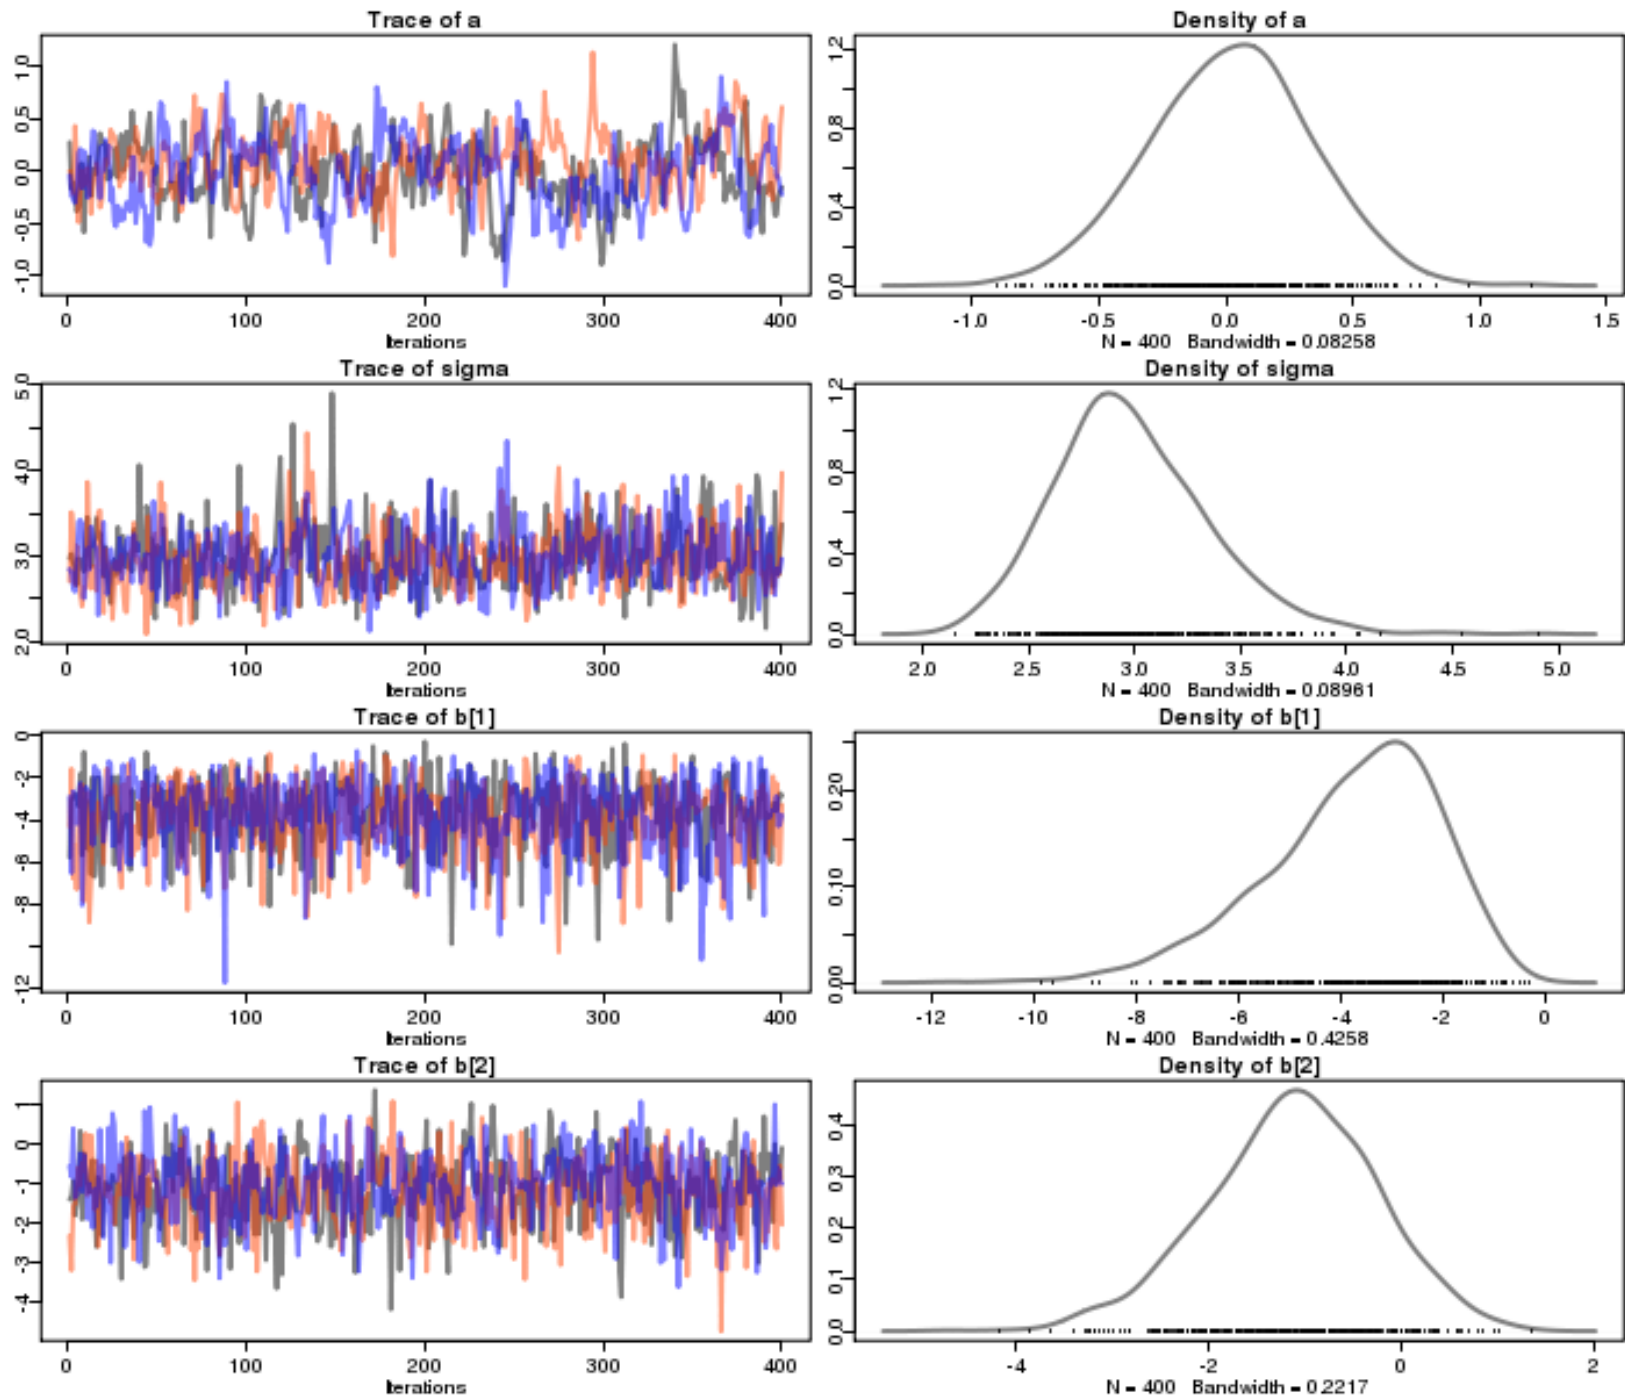 Trace of a
1.0
0.5
0.0
-0.5
-1.0
0 100 200 300 400
Iterations
Density of a
1.2
0.8
0.4
0.0
-1.0 -0.5 0.0 0.5 1.0 1.5
N = 400 Bandwidth = 0.08258
Trace of sigma
5.0
4.0
3.0
2.0
0 100 200 300 400
Iterations
Density of sigma
1.2
0.8
0.4
0.0
2.0 2.5 3.0 3.5 4.0 4.5 5.0
N = 400 Bandwidth = 0.08961
Trace of b[1]
0
-2
-4
-6
-8
-12
0 100 200 300 400
Iterations
Density of b[1]
0.20
0.10
0.00
-12 -10 -8 -6 -4 -2 0
N = 400 Bandwidth = 0.4258
Trace of b[2]
1
0
-1
-2
-3
-4
0 100 200 300 400
Iterations
Density of b[2]
0.4
0.3
0.2
0.1
0.0
-4 -2 0 2
N = 400 Bandwidth = 0.2217